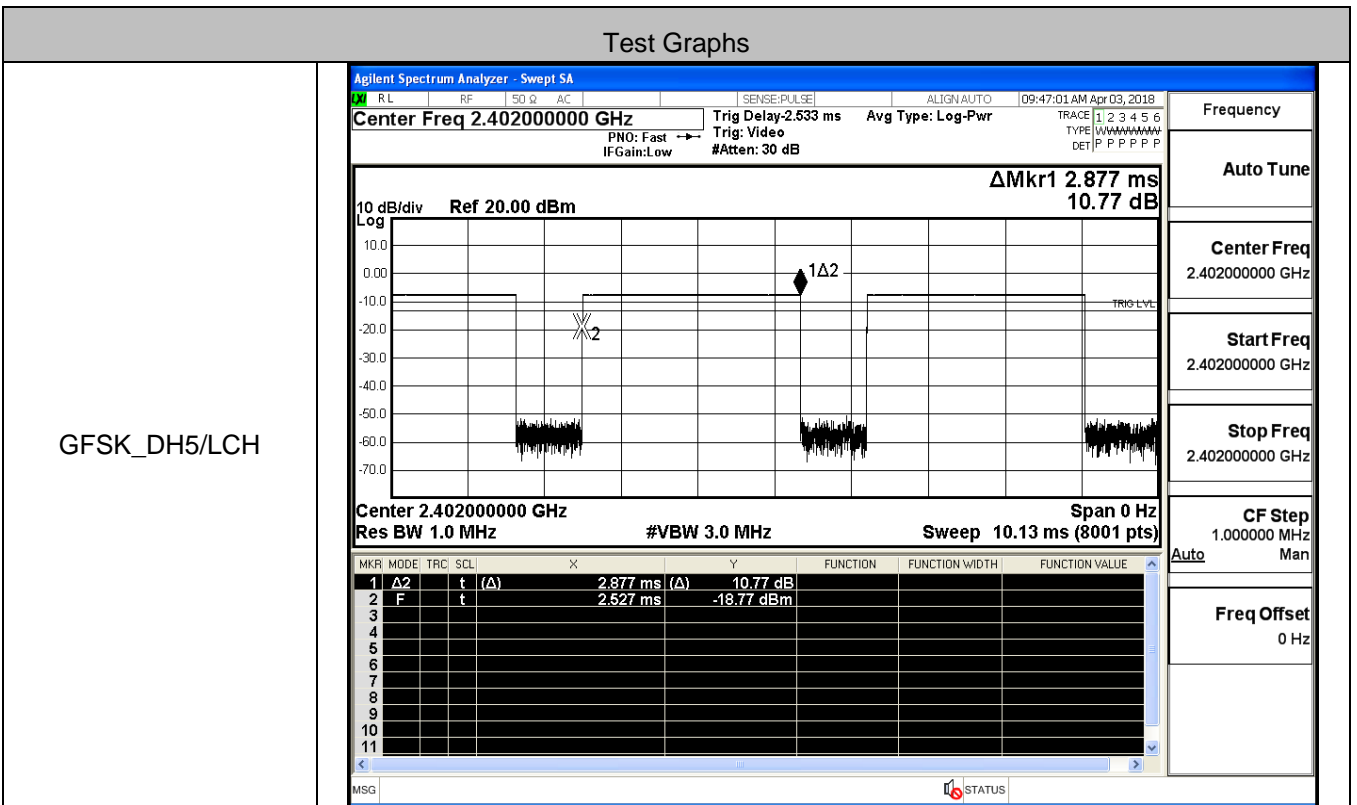 Test Graphs
GFSK_DH5/LCH
Agilent Spectrum Analyzer - Swept SA
LXI RL RF 50 Ω AC SENSE:PULSE ALIGN AUTO 09:47:01 AM Apr 03, 2018
Center Freq 2.402000000 GHz
PNO: Fast
IFGain:Low
Trig Delay-2.533 ms
Trig: Video
#Atten: 30 dB
Avg Type: Log-Pwr
TRACE 1 2 3 4 5 6
TYPE WWWWWW
DET P P P P P P
ΔMkr1 2.877 ms
10.77 dB
10 dB/div Ref 20.00 dBm
Log
10.0
0.00
-10.0
-20.0
-30.0
-40.0
-50.0
-60.0
-70.0
1Δ2
TRIG LVL
2
Center 2.402000000 GHz Span 0 Hz
Res BW 1.0 MHz #VBW 3.0 MHz Sweep 10.13 ms (8001 pts)
MKR MODE TRC SCL X Y FUNCTION FUNCTION WIDTH FUNCTION VALUE
1 Δ2 t (Δ) 2.877 ms (Δ) 10.77 dB
2 F t 2.527 ms -18.77 dBm
3
4
5
6
7
8
9
10
11
MSG STATUS
Frequency
Auto Tune
Center Freq
2.402000000 GHz
Start Freq
2.402000000 GHz
Stop Freq
2.402000000 GHz
CF Step
1.000000 MHz
Auto Man
Freq Offset
0 Hz